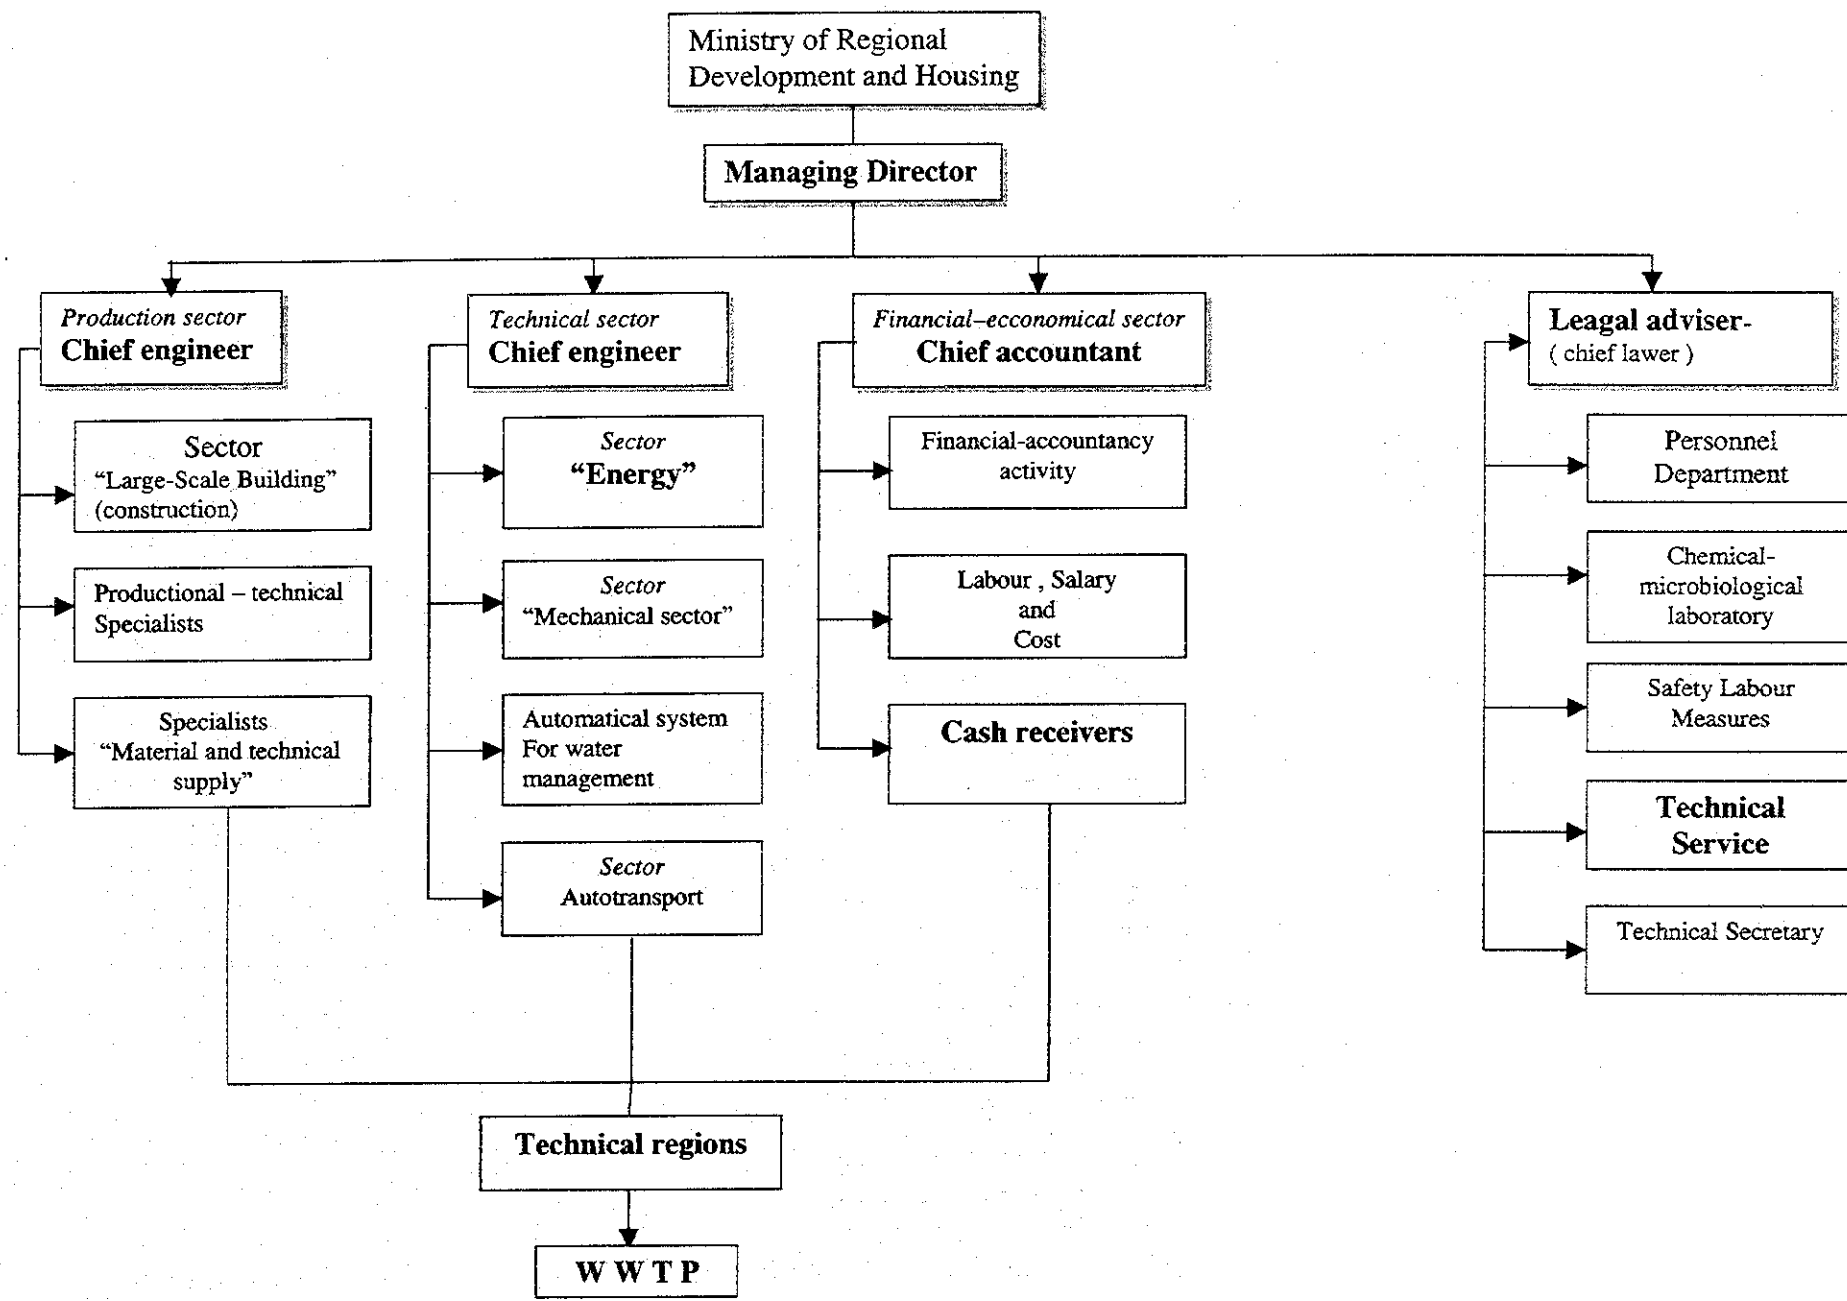 Ministry of Regional
Development and Housing
Managing Director
Production sector
Chief engineer
Sector
“Large-Scale Building”
(construction)
Productional – technical
Specialists
Specialists
“Material and technical
supply”
Technical sector
Chief engineer
Sector
“Energy”
Sector
“Mechanical sector”
Automatical system
For water
management
Sector
Autotransport
Financial–ecconomical sector
Chief accountant
Financial-accountancy
activity
Labour , Salary
and
Cost
Cash receivers
Leagal adviser-
( chief lawer )
Personnel
Department
Chemical-
microbiological
laboratory
Safety Labour
Measures
Technical
Service
Technical Secretary
Technical regions
W W T P